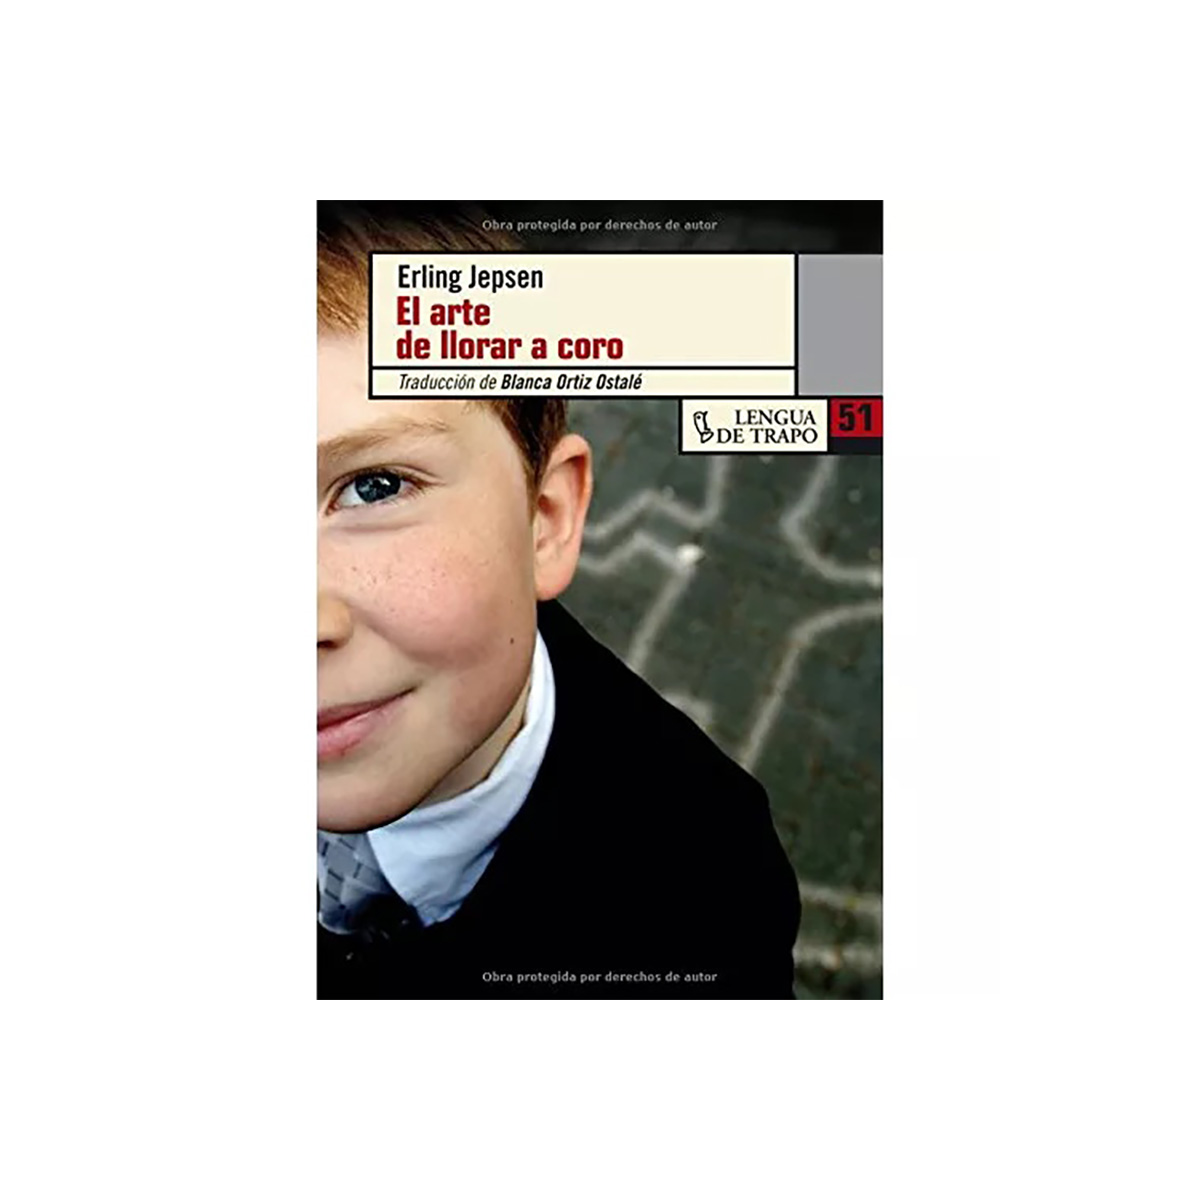 Obra protegida por derechos de autor
Erling Jepsen
El arte
de llorar a coro
Traducción de Blanca Ortiz Ostalé
LENGUA
DE TRAPO
51
Obra protegida por derechos de autor